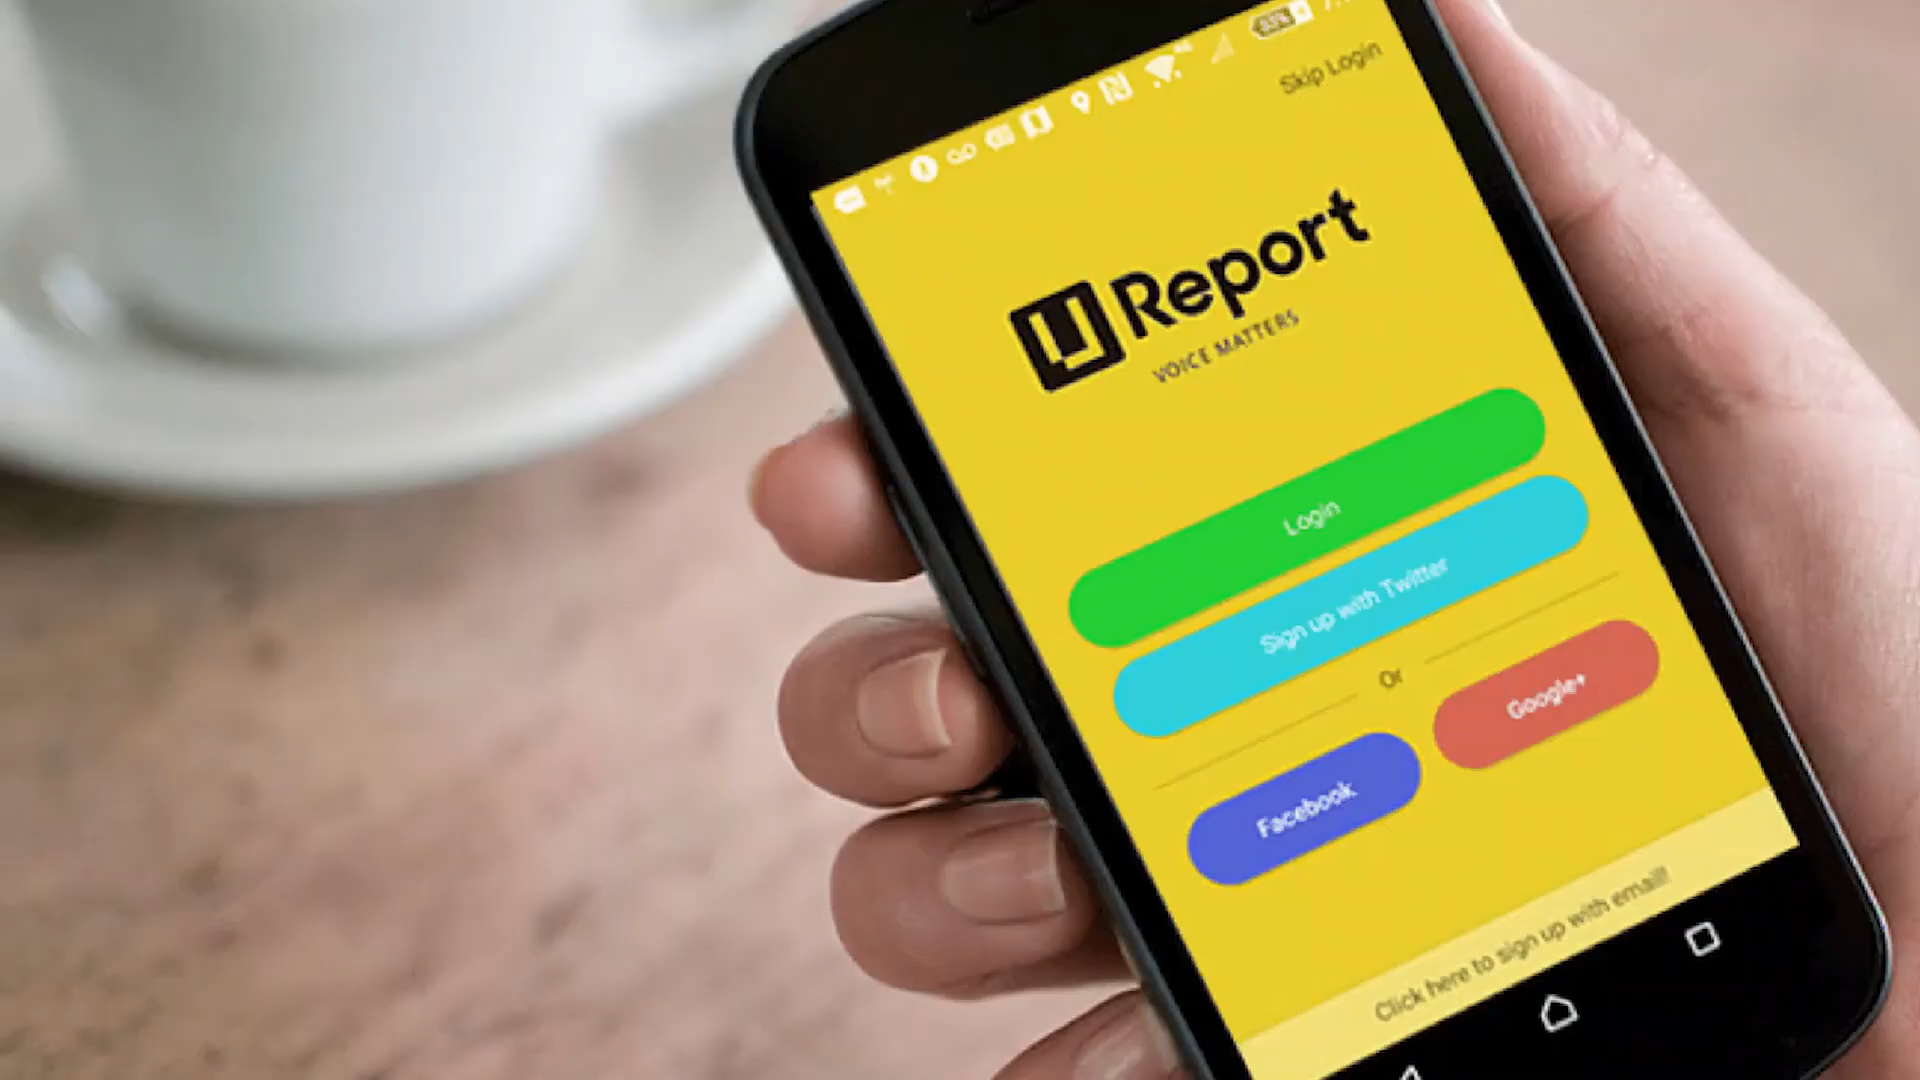 83%
Skip Login
U Report
VOICE MATTERS
Login
Sign up with Twitter
Or
Facebook
Google+
Click here to sign up with email!